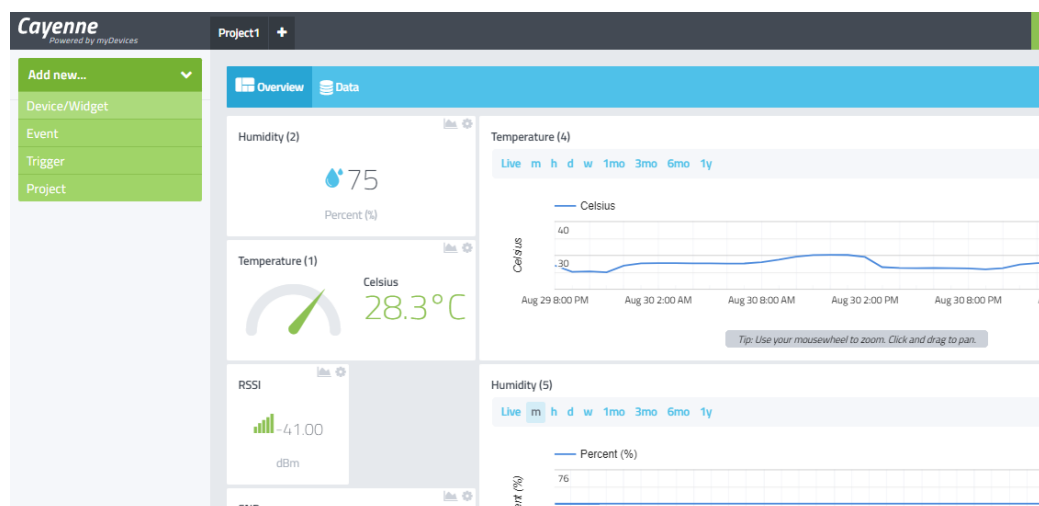 Cayenne
Powered by myDevices
Project1 +
Add new...
Device/Widget
Event
Trigger
Project
Overview Data
Humidity (2)
75
Percent (%)
Temperature (1)
Celsius
28.3°C
RSSI
-41.00
dBm
Temperature (4)
Live m h d w 1mo 3mo 6mo 1y
Celsius
Celsius
40
30
Aug 29 8:00 PM Aug 30 2:00 AM Aug 30 8:00 AM Aug 30 2:00 PM Aug 30 8:00 PM
Tip: Use your mousewheel to zoom. Click and drag to pan.
Humidity (5)
Live m h d w 1mo 3mo 6mo 1y
Percent (%)
76